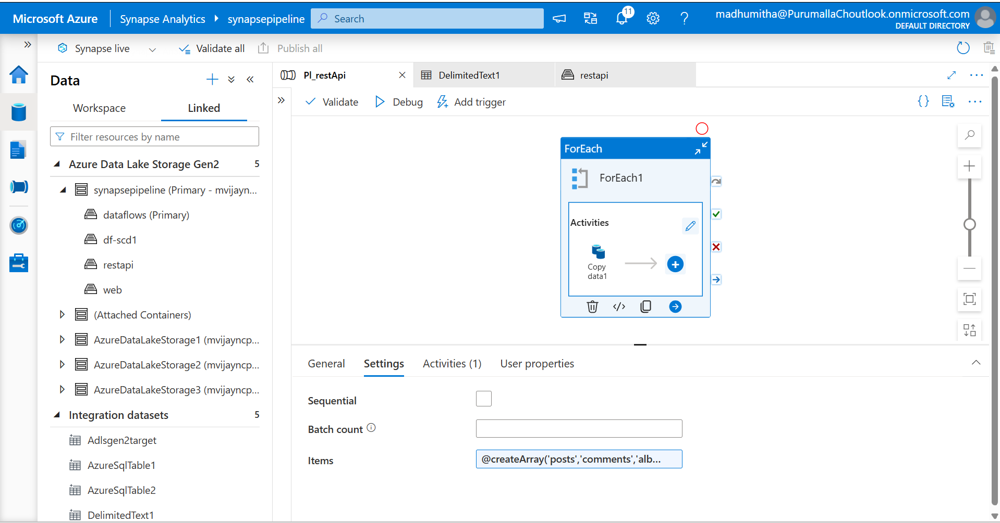 Microsoft Azure
Synapse Analytics
synapsepipeline
Search
11
madhumitha@PurumallaChoutlook.onmicrosoft.com
DEFAULT DIRECTORY
Synapse live
Validate all
Publish all
Data
Workspace
Linked
Filter resources by name
Azure Data Lake Storage Gen2 5
synapsepipeline (Primary - mvijayn...
dataflows (Primary)
df-scd1
restapi
web
(Attached Containers)
AzureDataLakeStorage1 (mvijayncp...
AzureDataLakeStorage2 (mvijayncp...
AzureDataLakeStorage3 (mvijayncp...
Integration datasets 5
Adlsgen2target
AzureSqlTable1
AzureSqlTable2
DelimitedText1
Pl_restApi
DelimitedText1
restapi
Validate
Debug
Add trigger
ForEach
ForEach1
Activities
Copy
data1
General
Settings
Activities (1)
User properties
Sequential
Batch count
Items
@createArray('posts','comments','alb...